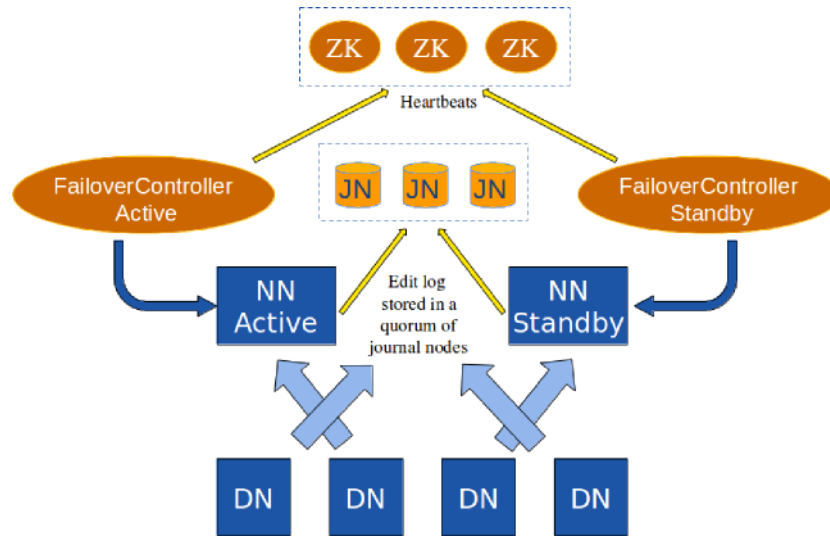 ZK
ZK
ZK
Heartbeats
FailoverController
Active
JN
JN
JN
FailoverController
Standby
NN
Active
Edit log
stored in a
quorum of
journal nodes
NN
Standby
DN
DN
DN
DN